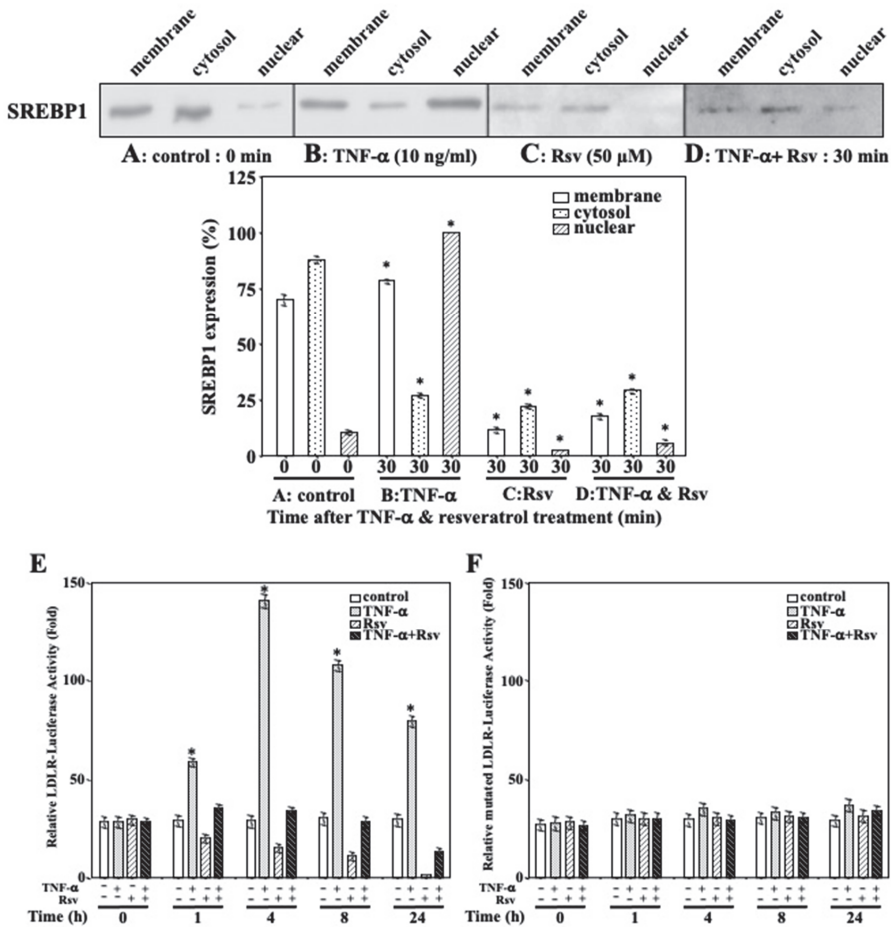 membrane cytosol nuclear membrane cytosol nuclear membrane cytosol nuclear membrane cytosol nuclear
SREBP1
A: control : 0 min B: TNF-α (10 ng/ml) C: Rsv (50 µM) D: TNF-α+ Rsv : 30 min
SREBP1 expression (%)
125
100
75
50
25
0
membrane
cytosol
nuclear
* * * * * * * * *
0 0 0 30 30 30 30 30 30 30 30 30
A: control B:TNF-α C:Rsv D:TNF-α & Rsv
Time after TNF-α & resveratrol treatment (min)
E
Relative LDLR-Luciferase Activity (Fold)
150
100
50
0
control
TNF-α
Rsv
TNF-α+Rsv
* * * *
TNF-α - + - + - + - + - + - + - + - + - + - +
Rsv - - + + - - + + - - + + - - + + - - + +
Time (h) 0 1 4 8 24
F
Relative mutated LDLR-Luciferase Activity (Fold)
150
100
50
0
control
TNF-α
Rsv
TNF-α+Rsv
TNF-α - + - + - + - + - + - + - + - + - + - +
Rsv - - + + - - + + - - + + - - + + - - + +
Time (h) 0 1 4 8 24